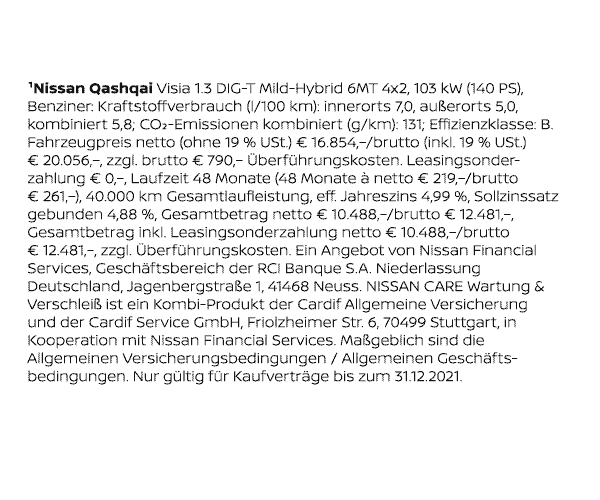 ¹Nissan Qashqai Visia 1.3 DIG-T Mild-Hybrid 6MT 4x2, 103 kW (140 PS),
Benziner: Kraftstoffverbrauch (l/100 km): innerorts 7,0, außerorts 5,0,
kombiniert 5,8; CO₂-Emissionen kombiniert (g/km): 131; Effizienzklasse: B.
Fahrzeugpreis netto (ohne 19 % USt.) € 16.854,–/brutto (inkl. 19 % USt.)
€ 20.056,–, zzgl. brutto € 790,– Überführungskosten. Leasingsonder-
zahlung € 0,–, Laufzeit 48 Monate (48 Monate à netto € 219,–/brutto
€ 261,–), 40.000 km Gesamtlaufleistung, eff. Jahreszins 4,99 %, Sollzinssatz
gebunden 4,88 %, Gesamtbetrag netto € 10.488,–/brutto € 12.481,–,
Gesamtbetrag inkl. Leasingsonderzahlung netto € 10.488,–/brutto
€ 12.481,–, zzgl. Überführungskosten. Ein Angebot von Nissan Financial
Services, Geschäftsbereich der RCI Banque S.A. Niederlassung
Deutschland, Jagenbergstraße 1, 41468 Neuss. NISSAN CARE Wartung &
Verschleiß ist ein Kombi-Produkt der Cardif Allgemeine Versicherung
und der Cardif Service GmbH, Friolzheimer Str. 6, 70499 Stuttgart, in
Kooperation mit Nissan Financial Services. Maßgeblich sind die
Allgemeinen Versicherungsbedingungen / Allgemeinen Geschäfts-
bedingungen. Nur gültig für Kaufverträge bis zum 31.12.2021.